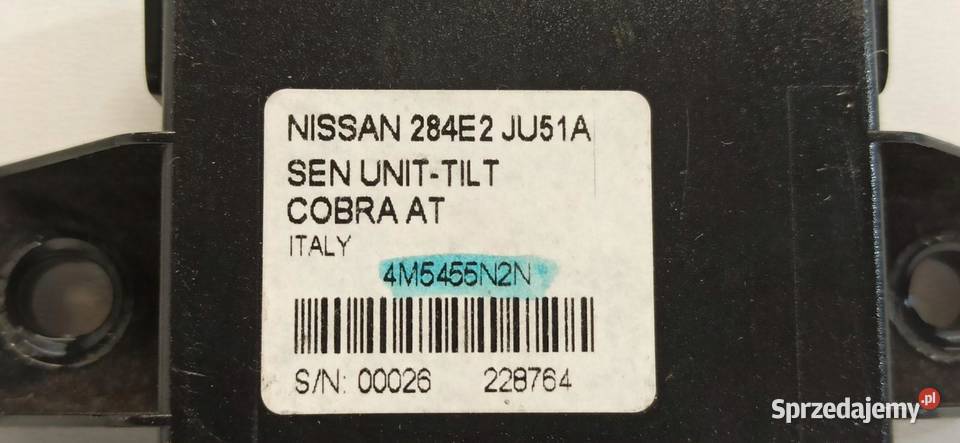 NISSAN 284E2 JU51A
SEN UNIT-TILT
COBRA AT
ITALY
4M5455N2N
S/N: 00026 228764
Sprzedajemy.pl